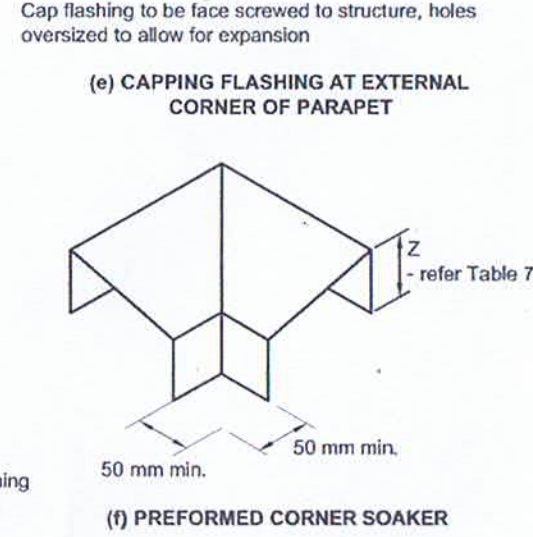 Cap flashing to be face screwed to structure, holes
oversized to allow for expansion
(e) CAPPING FLASHING AT EXTERNAL
CORNER OF PARAPET
Z
- refer Table 7
50 mm min.
50 mm min.
(f) PREFORMED CORNER SOAKER